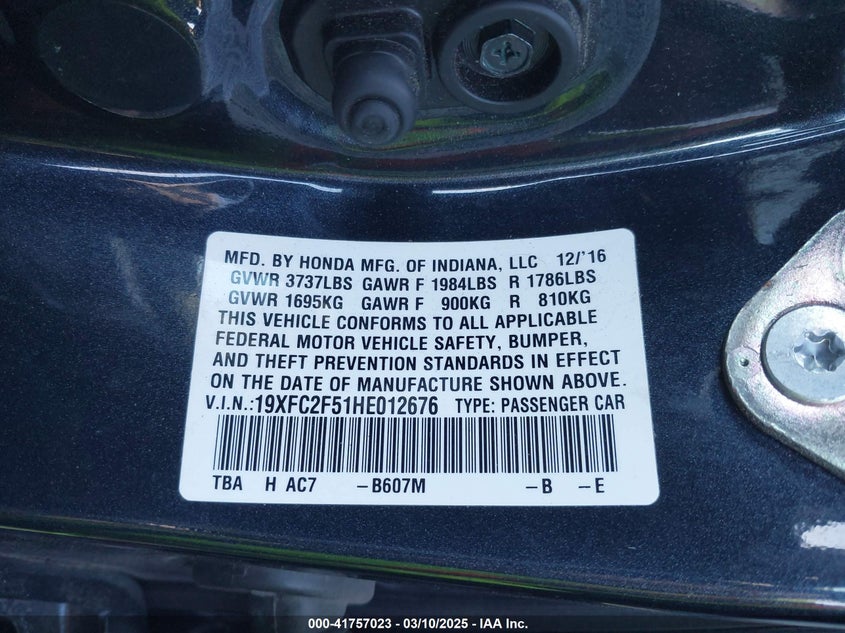 MFD. BY HONDA MFG. OF INDIANA, LLC 12/'16
GVWR 3737LBS GAWR F 1984LBS R 1786LBS
GVWR 1695KG GAWR F 900KG R 810KG
THIS VEHICLE CONFORMS TO ALL APPLICABLE
FEDERAL MOTOR VEHICLE SAFETY, BUMPER,
AND THEFT PREVENTION STANDARDS IN EFFECT
ON THE DATE OF MANUFACTURE SHOWN ABOVE.
V.I.N.:19XFC2F51HE012676 TYPE: PASSENGER CAR
TBA H AC7 –B607M –B –E
000-41757023 — 03/10/2025 — IAA Inc.